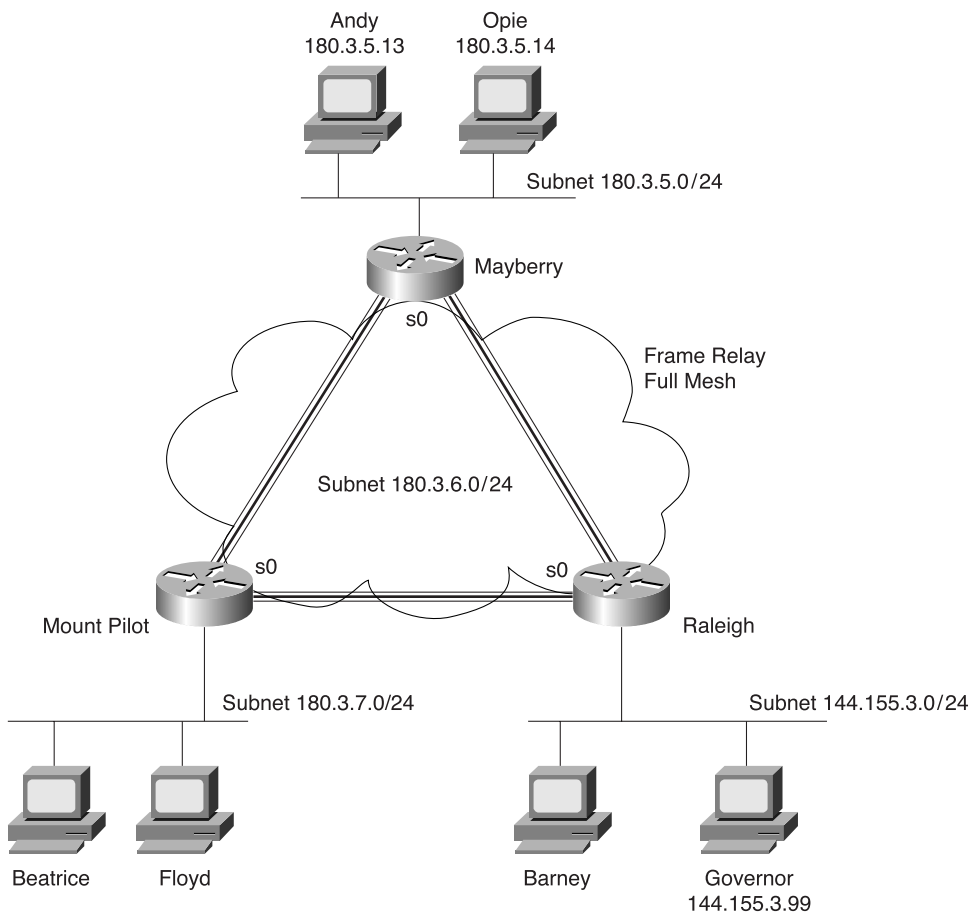 Andy
180.3.5.13
Opie
180.3.5.14
Subnet 180.3.5.0/24
Mayberry
s0
Frame Relay
Full Mesh
Subnet 180.3.6.0/24
s0
s0
Mount Pilot
Raleigh
Subnet 180.3.7.0/24
Subnet 144.155.3.0/24
Beatrice
Floyd
Barney
Governor
144.155.3.99